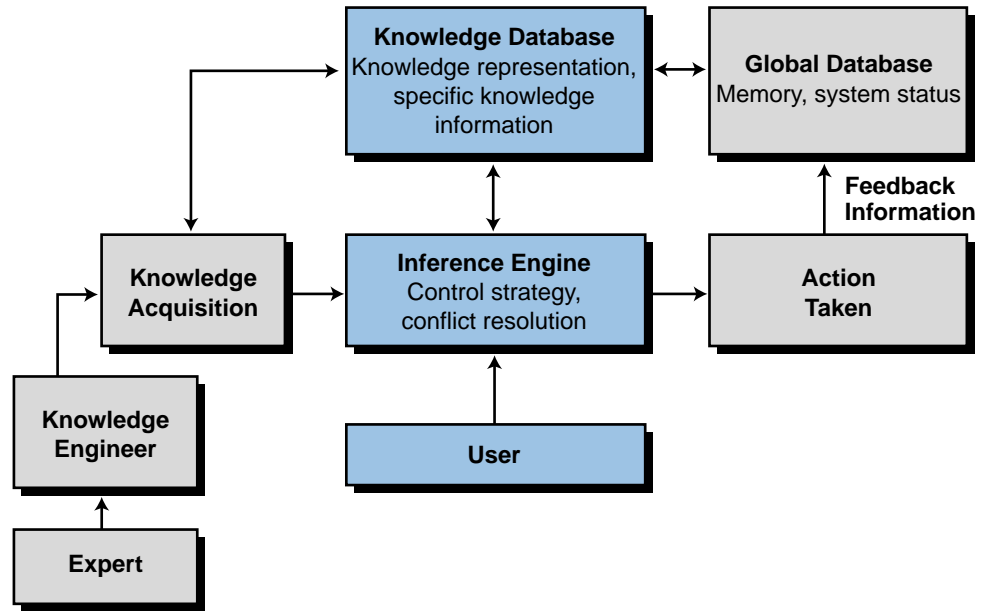 Knowledge Database
Knowledge representation,
specific knowledge
information
Global Database
Memory, system status
Feedback
Information
Knowledge
Acquisition
Inference Engine
Control strategy,
conflict resolution
Action
Taken
Knowledge
Engineer
User
Expert